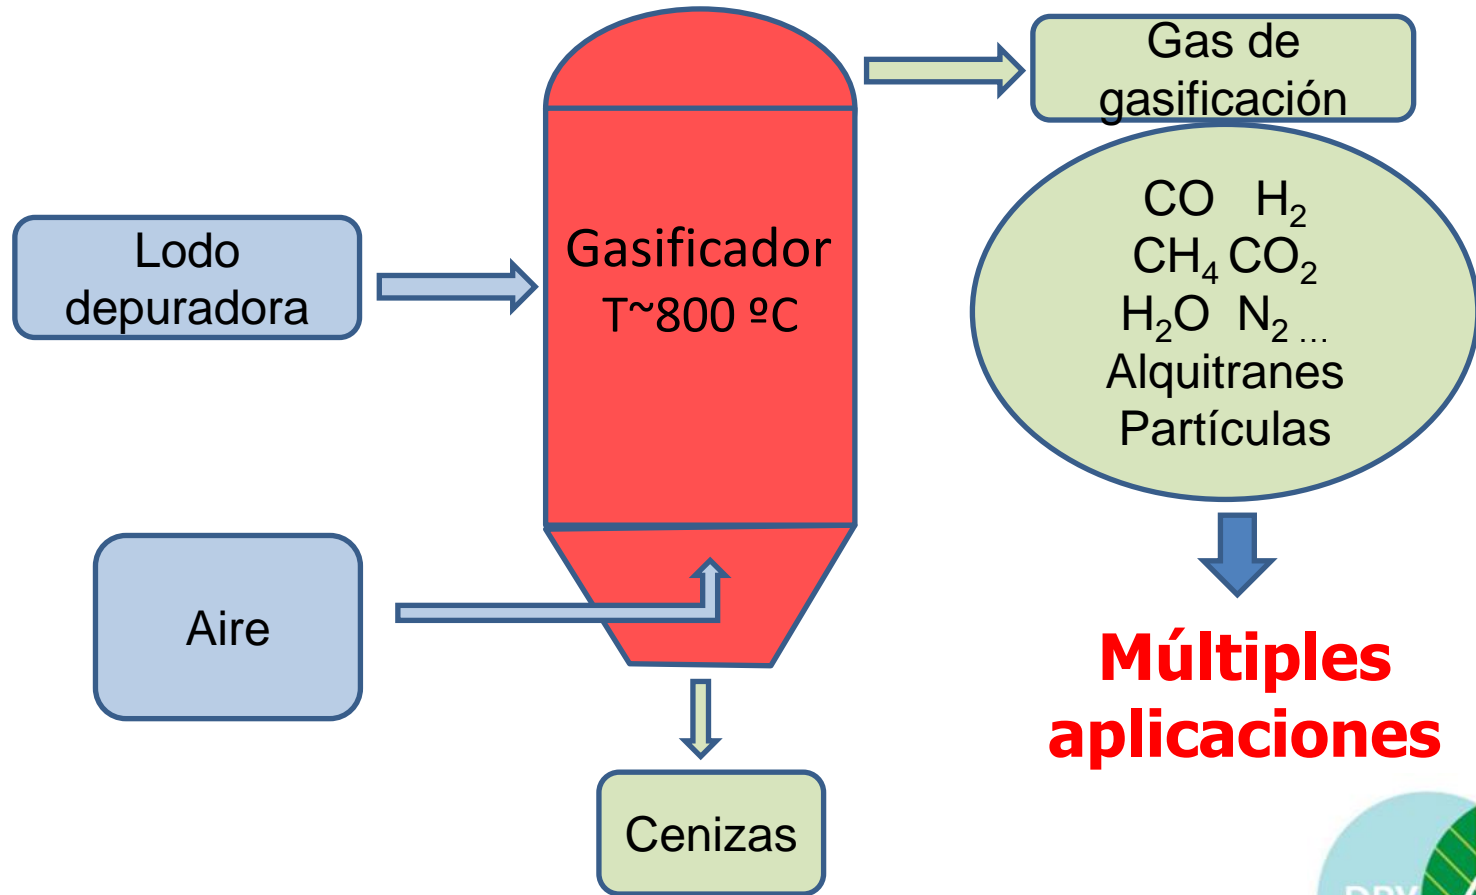 Gas de
gasificación
CO H₂
CH₄ CO₂
H₂O N₂ ...
Alquitranes
Partículas
Lodo
depuradora
Gasificador
T~800 ºC
Aire
Múltiples
aplicaciones
Cenizas